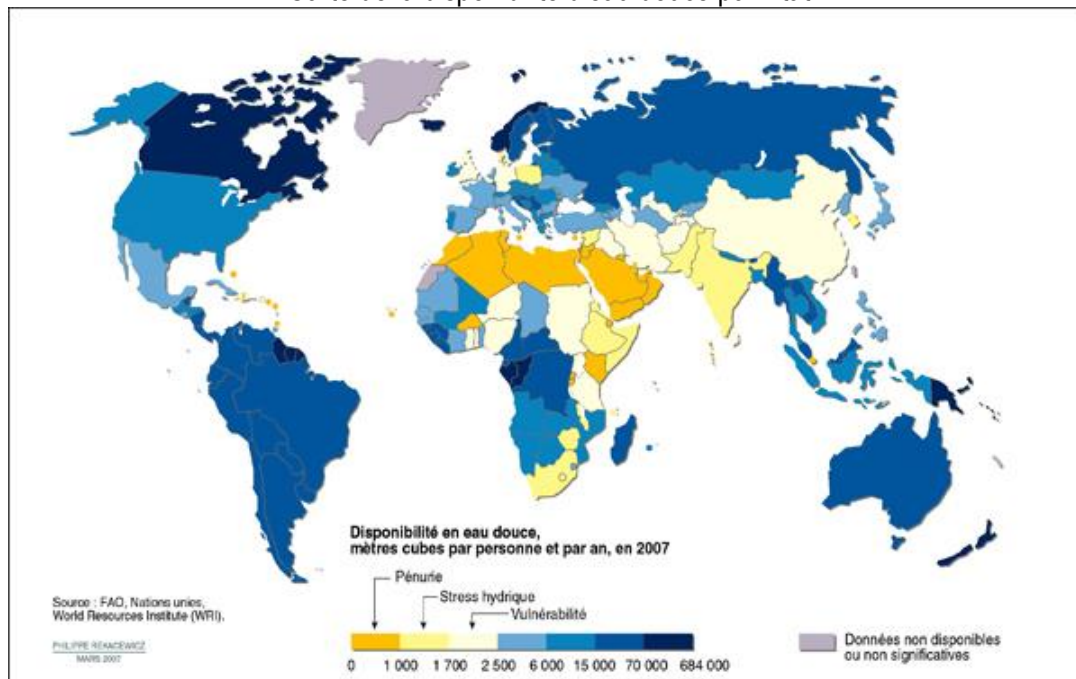 Disponibilité en eau douce,
mètres cubes par personne et par an, en 2007
Pénurie
Stress hydrique
Vulnérabilité
0 1 000 1 700 2 500 6 000 15 000 70 000 684 000
Source : FAO, Nations unies,
World Resources Institute (WRI).
PHILIPPE REKACEWICZ
MARS 2007
Données non disponibles
ou non significatives